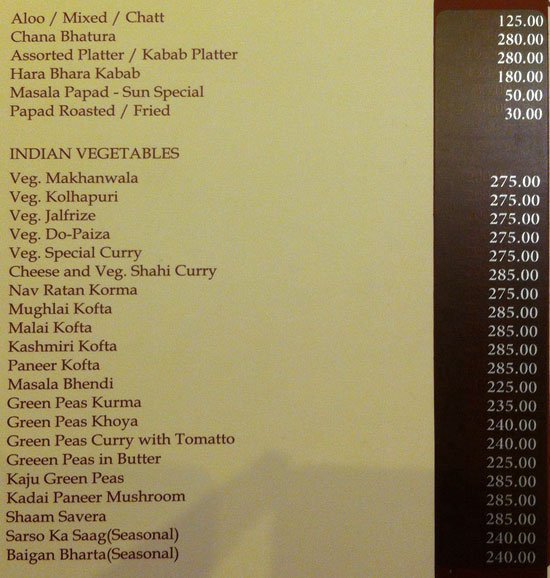 Aloo / Mixed / Chatt 125.00
Chana Bhatura 280.00
Assorted Platter / Kabab Platter 280.00
Hara Bhara Kabab 180.00
Masala Papad - Sun Special 50.00
Papad Roasted / Fried 30.00
INDIAN VEGETABLES
Veg. Makhanwala 275.00
Veg. Kolhapuri 275.00
Veg. Jalfrize 275.00
Veg. Do-Paiza 275.00
Veg. Special Curry 275.00
Cheese and Veg. Shahi Curry 285.00
Nav Ratan Korma 275.00
Mughlai Kofta 285.00
Malai Kofta 285.00
Kashmiri Kofta 285.00
Paneer Kofta 285.00
Masala Bhendi 225.00
Green Peas Kurma 235.00
Green Peas Khoya 240.00
Green Peas Curry with Tomatto 240.00
Greeen Peas in Butter 225.00
Kaju Green Peas 285.00
Kadai Paneer Mushroom 285.00
Shaam Savera 285.00
Sarso Ka Saag(Seasonal) 240.00
Baigan Bharta(Seasonal) 240.00